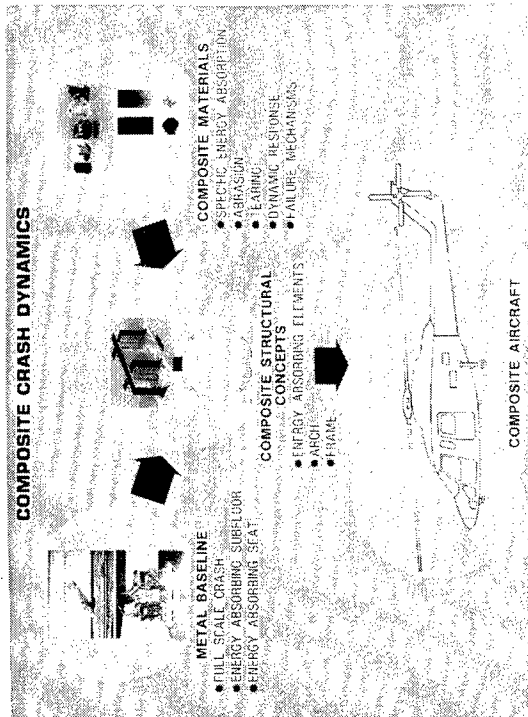 COMPOSITE CRASH DYNAMICS
METAL BASELINE
● FULL SCALE CRASH
● ENERGY ABSORBING SUBFLOOR
● ENERGY ABSORBING SEAT
COMPOSITE STRUCTURAL
CONCEPTS
● ENERGY ABSORBING ELEMENTS
● ARCH
● FRAME
COMPOSITE MATERIALS
● SPECIFIC ENERGY ABSORPTION
● ABRASION
● TEARING
● DYNAMIC RESPONSE
● FAILURE MECHANISMS
COMPOSITE AIRCRAFT